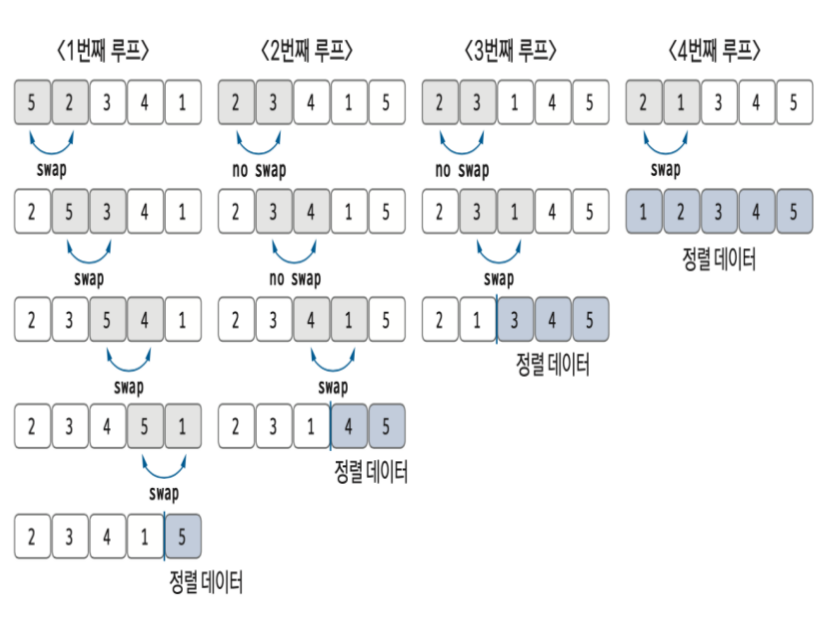 <1번째 루프>
5 2 3 4 1
swap
2 5 3 4 1
swap
2 3 5 4 1
swap
2 3 4 5 1
swap
2 3 4 1 5
정렬 데이터
<2번째 루프>
2 3 4 1 5
no swap
2 3 4 1 5
no swap
2 3 4 1 5
swap
2 3 1 4 5
정렬 데이터
<3번째 루프>
2 3 1 4 5
no swap
2 3 1 4 5
swap
2 1 3 4 5
정렬 데이터
<4번째 루프>
2 1 3 4 5
swap
1 2 3 4 5
정렬 데이터